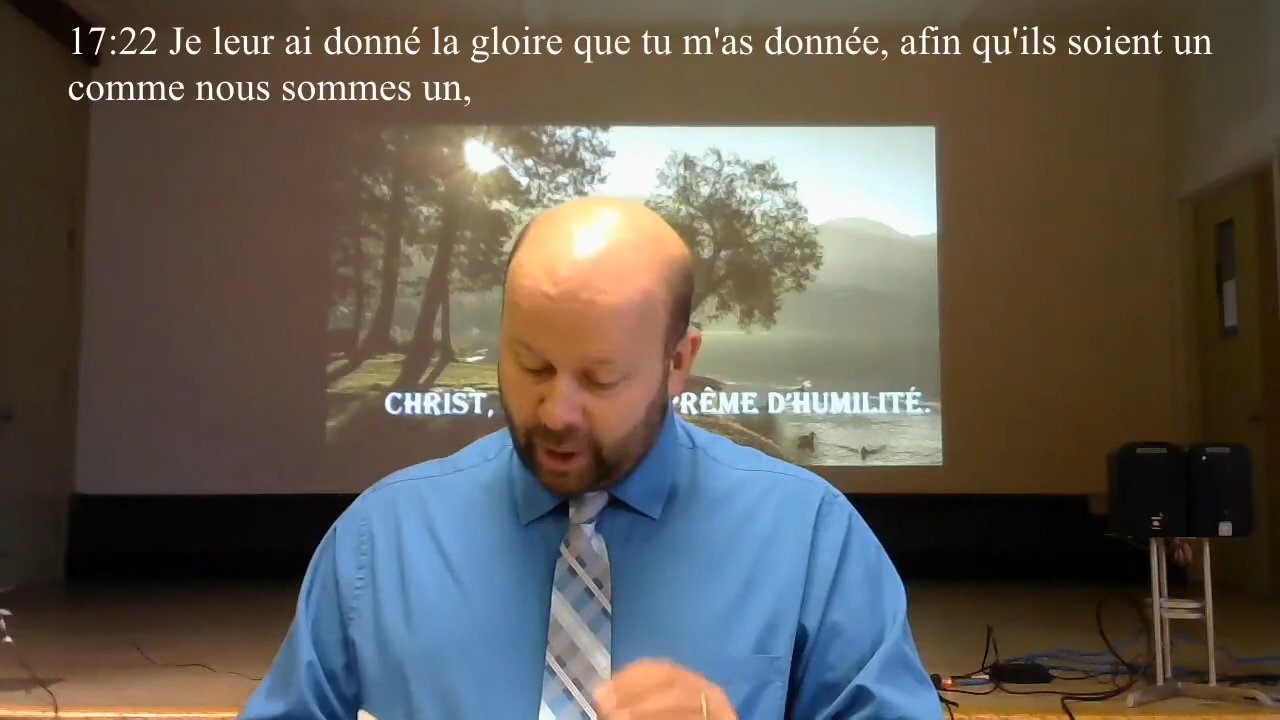 17:22 Je leur ai donné la gloire que tu m'as donnée, afin qu'ils soient un
comme nous sommes un,
CHRIST, RÊME D'HUMILITÉ.